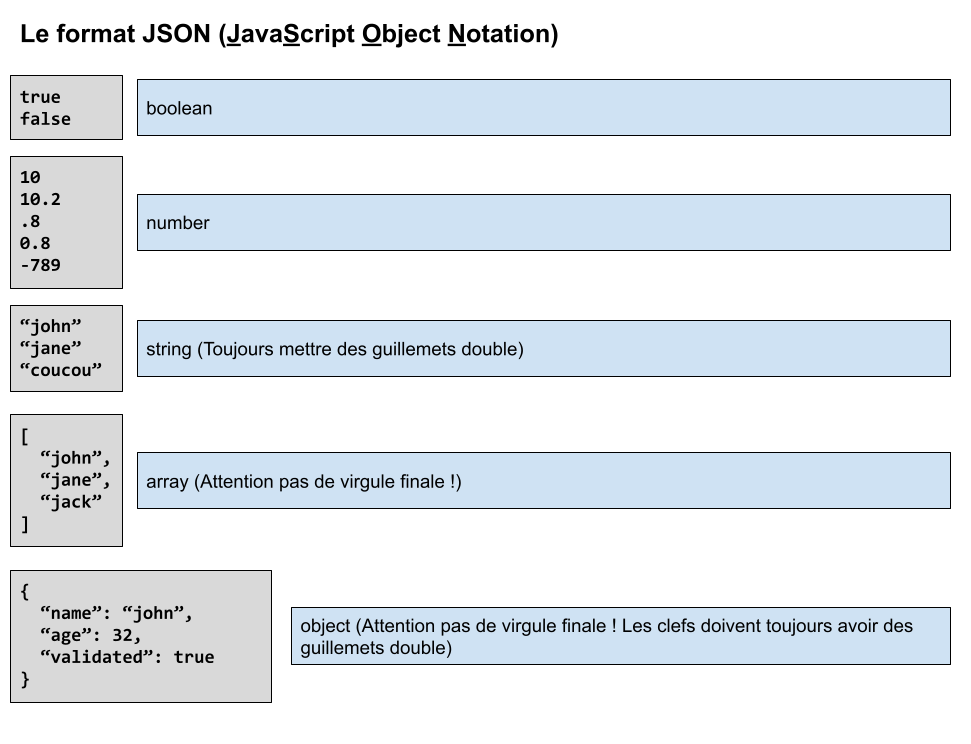 Le format JSON (JavaScript Object Notation)
true
false
boolean
10
10.2
.8
0.8
-789
number
“john”
“jane”
“coucou”
string (Toujours mettre des guillemets double)
[
  “john”,
  “jane”,
  “jack”
]
array (Attention pas de virgule finale !)
{
  “name”: “john”,
  “age”: 32,
  “validated”: true
}
object (Attention pas de virgule finale ! Les clefs doivent toujours avoir des
guillemets double)